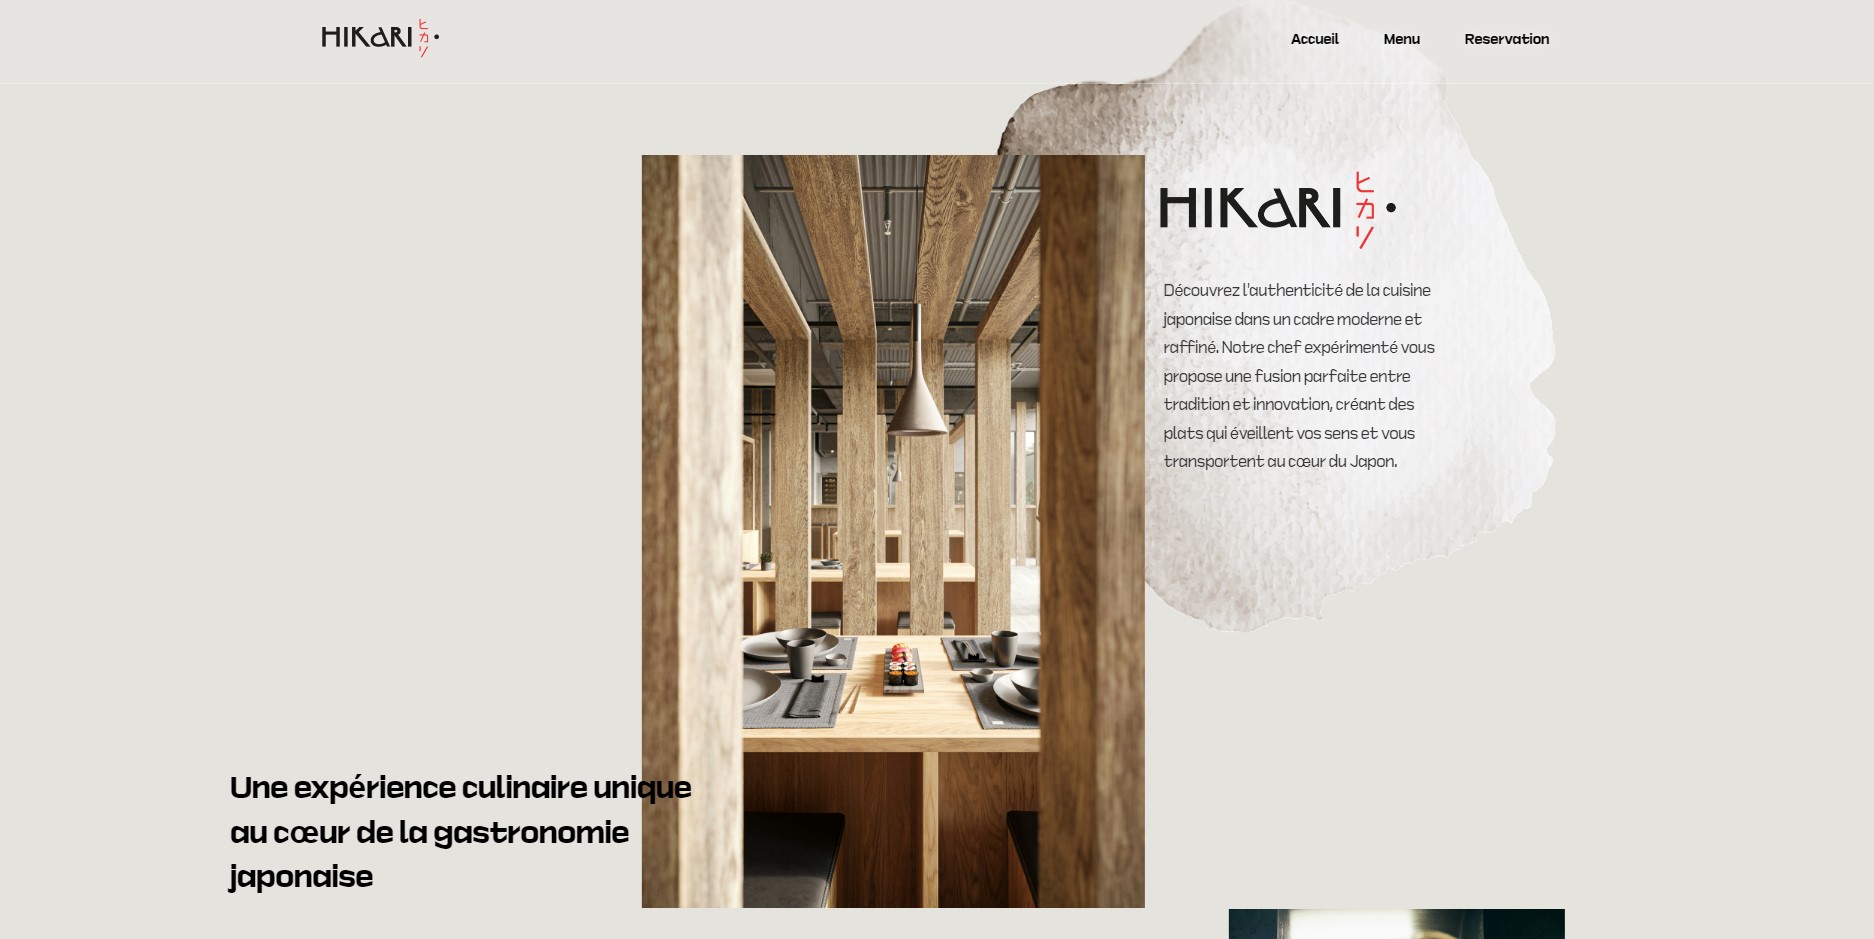 HIKARI ヒカリ
Accueil
Menu
Reservation
HIKARI ヒカリ
Découvrez l'authenticité de la cuisine
japonaise dans un cadre moderne et
raffiné. Notre chef expérimenté vous
propose une fusion parfaite entre
tradition et innovation, créant des
plats qui éveillent vos sens et vous
transportent au cœur du Japon.
Une expérience culinaire unique
au cœur de la gastronomie
japonaise